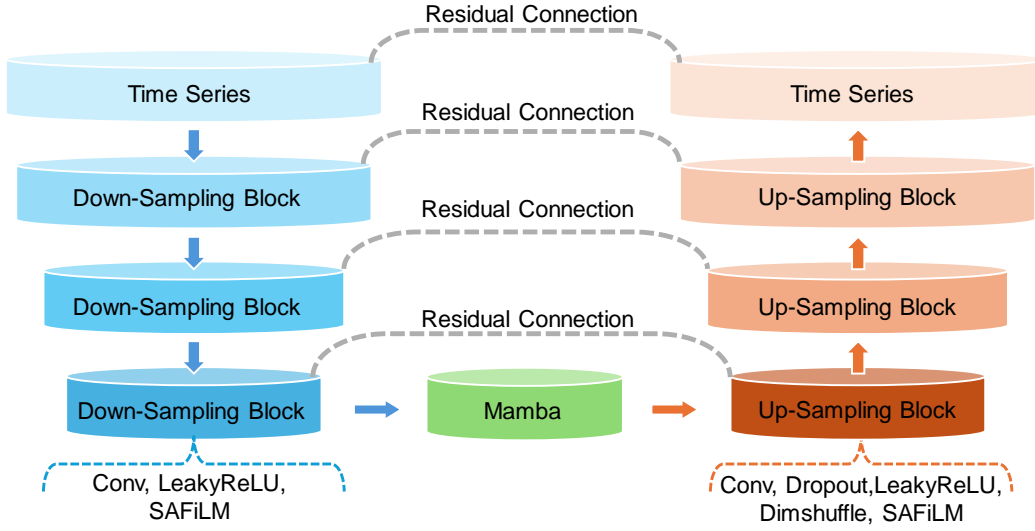 Residual Connection
Time Series
Time Series
Residual Connection
Down-Sampling Block
Up-Sampling Block
Residual Connection
Down-Sampling Block
Up-Sampling Block
Residual Connection
Down-Sampling Block
Mamba
Up-Sampling Block
Conv, LeakyReLU,
SAFiLM
Conv, Dropout,LeakyReLU,
Dimshuffle, SAFiLM